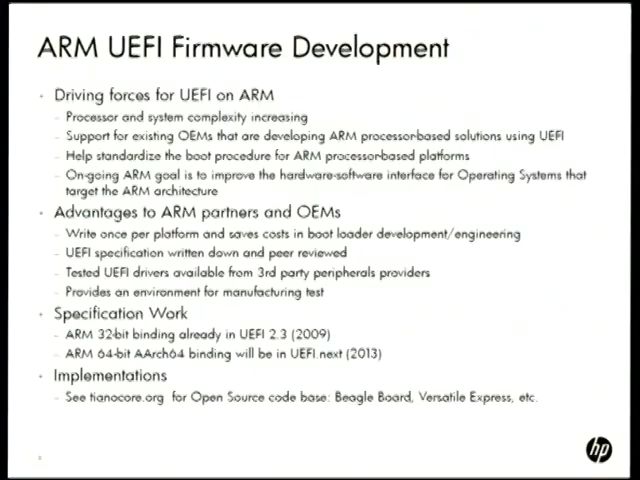 ARM UEFI Firmware Development
• Driving forces for UEFI on ARM
– Processor and system complexity increasing
– Support for existing OEMs that are developing ARM processor-based solutions using UEFI
– Help standardize the boot procedure for ARM processor-based platforms
– On-going ARM goal is to improve the hardware-software interface for Operating Systems that
target the ARM architecture
• Advantages to ARM partners and OEMs
– Write once per platform and saves costs in boot loader development/engineering
– UEFI specification written down and peer reviewed
– Tested UEFI drivers available from 3rd party peripherals providers
– Provides an environment for manufacturing test
• Specification Work
– ARM 32-bit binding already in UEFI 2.3 (2009)
– ARM 64-bit AArch64 binding will be in UEFI.next (2013)
• Implementations
– See tianocore.org for Open Source code base: Beagle Board, Versatile Express, etc.
hp